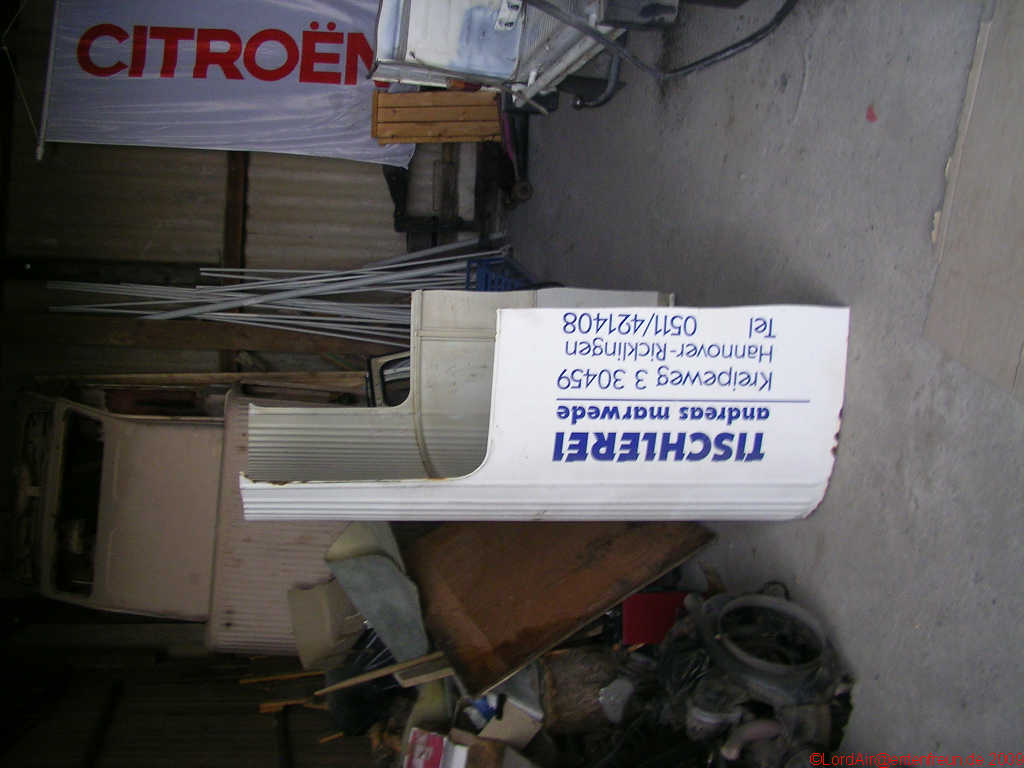 CITROËN
TISCHLEREI
andreas marwede
Kreipeweg 3 30459
Hannover-Ricklingen
Tel 0511/421408